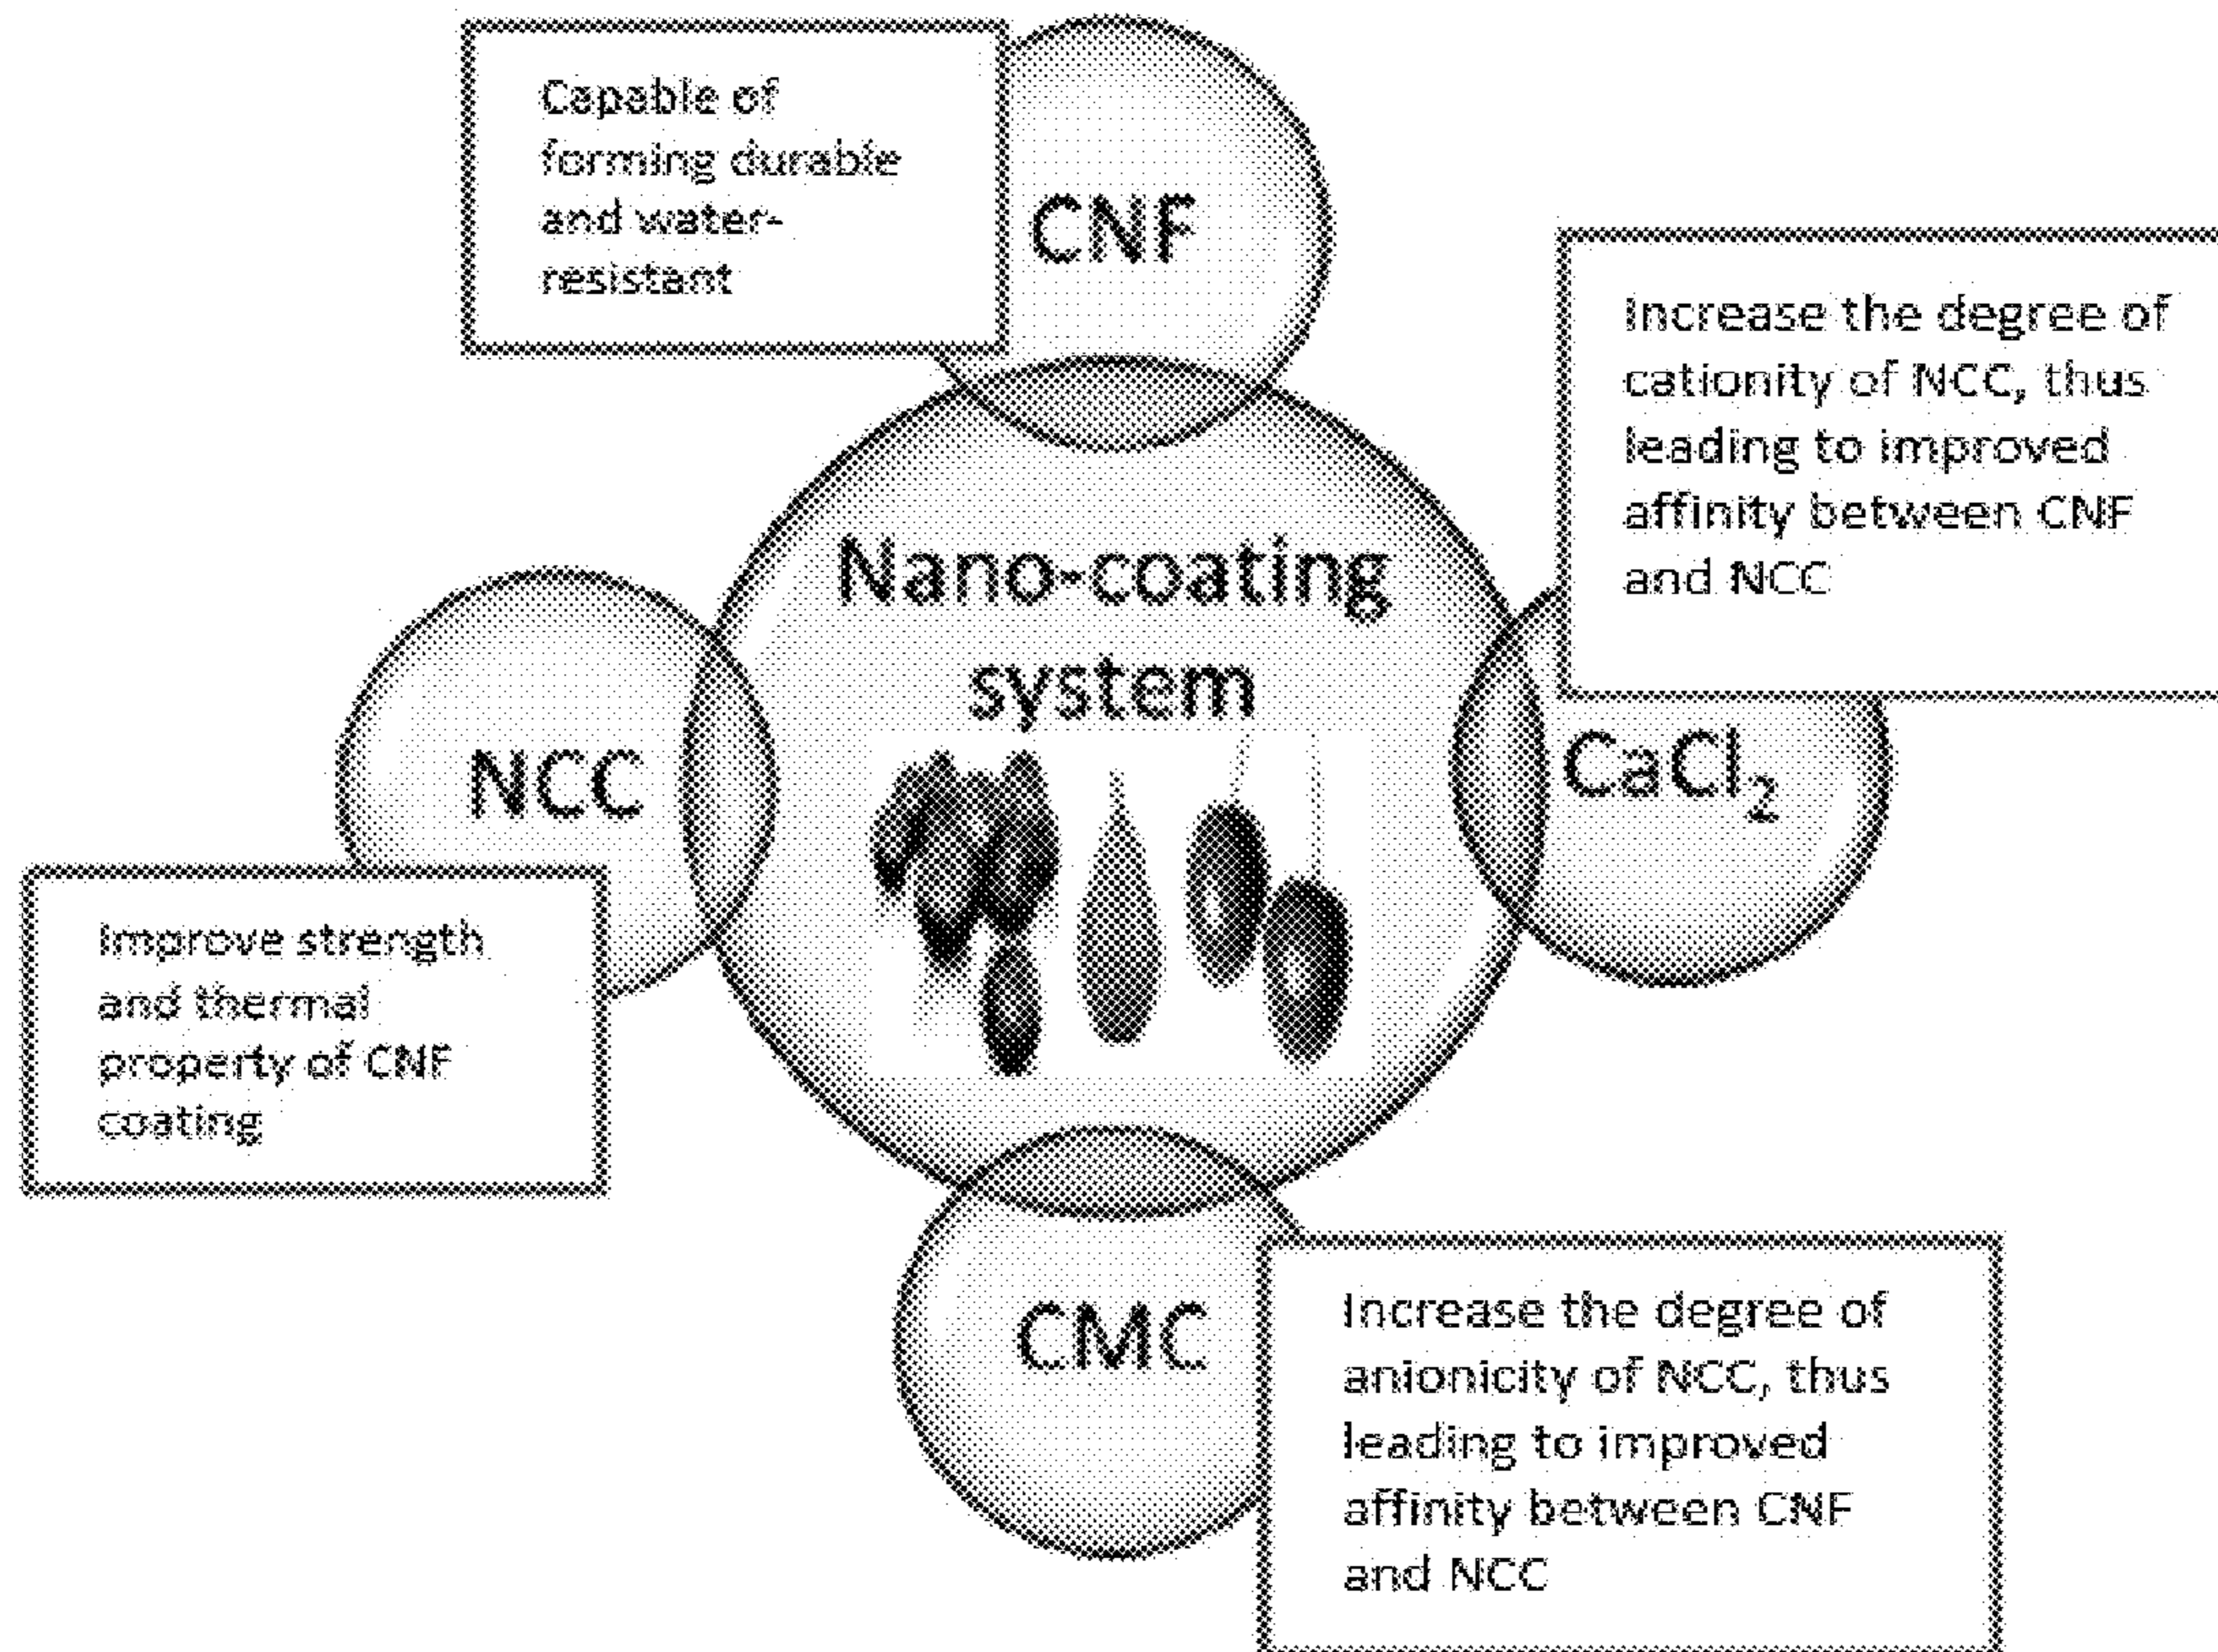 Capable of
forming durable
and water-
resistant
CNF
Increase the degree of
cationity of NCC, thus
leading to improved
affinity between CNF
and NCC
Nano-coating
system
NCC
CaCl₂
Improve strength
and thermal
property of CNF
coating
CMC
Increase the degree of
anionicity of NCC, thus
leading to improved
affinity between CNF
and NCC